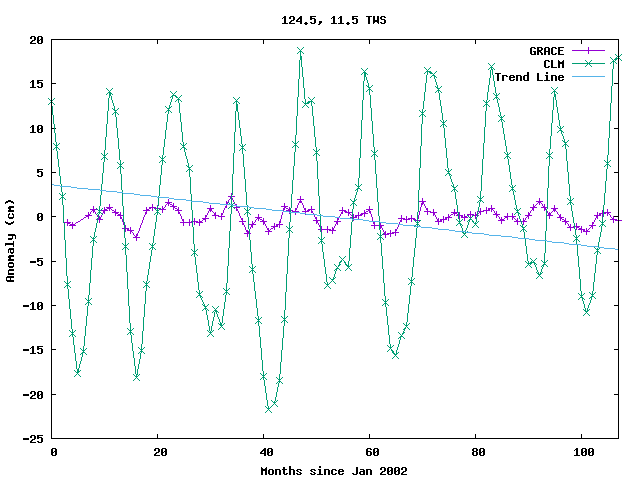 124.5, 11.5 TWS
GRACE
CLM
Trend Line
20
15
10
5
0
-5
-10
-15
-20
-25
Anomaly (cm)
0 20 40 60 80 100
Months since Jan 2002